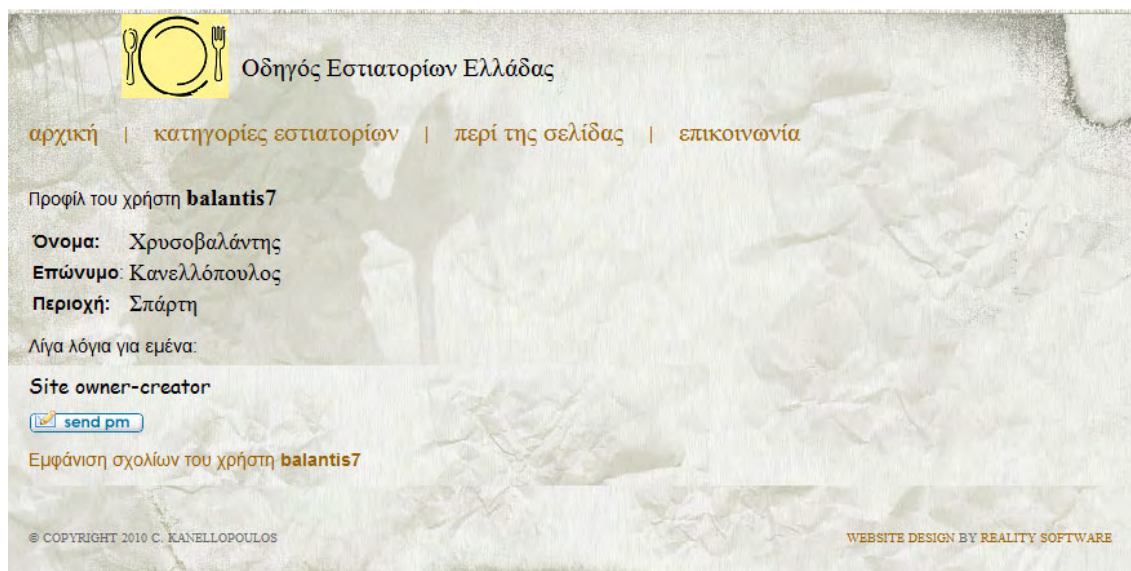 Οδηγός Εστιατορίων Ελλάδας
αρχική | κατηγορίες εστιατορίων | περί της σελίδας | επικοινωνία
Προφίλ του χρήστη balantis7
Όνομα: Χρυσοβαλάντης
Επώνυμο: Κανελλόπουλος
Περιοχή: Σπάρτη
Λίγα λόγια για εμένα:
Site owner-creator
send pm
Εμφάνιση σχολίων του χρήστη balantis7
© COPYRIGHT 2010 C. KANELLOPOULOS WEBSITE DESIGN BY REALITY SOFTWARE